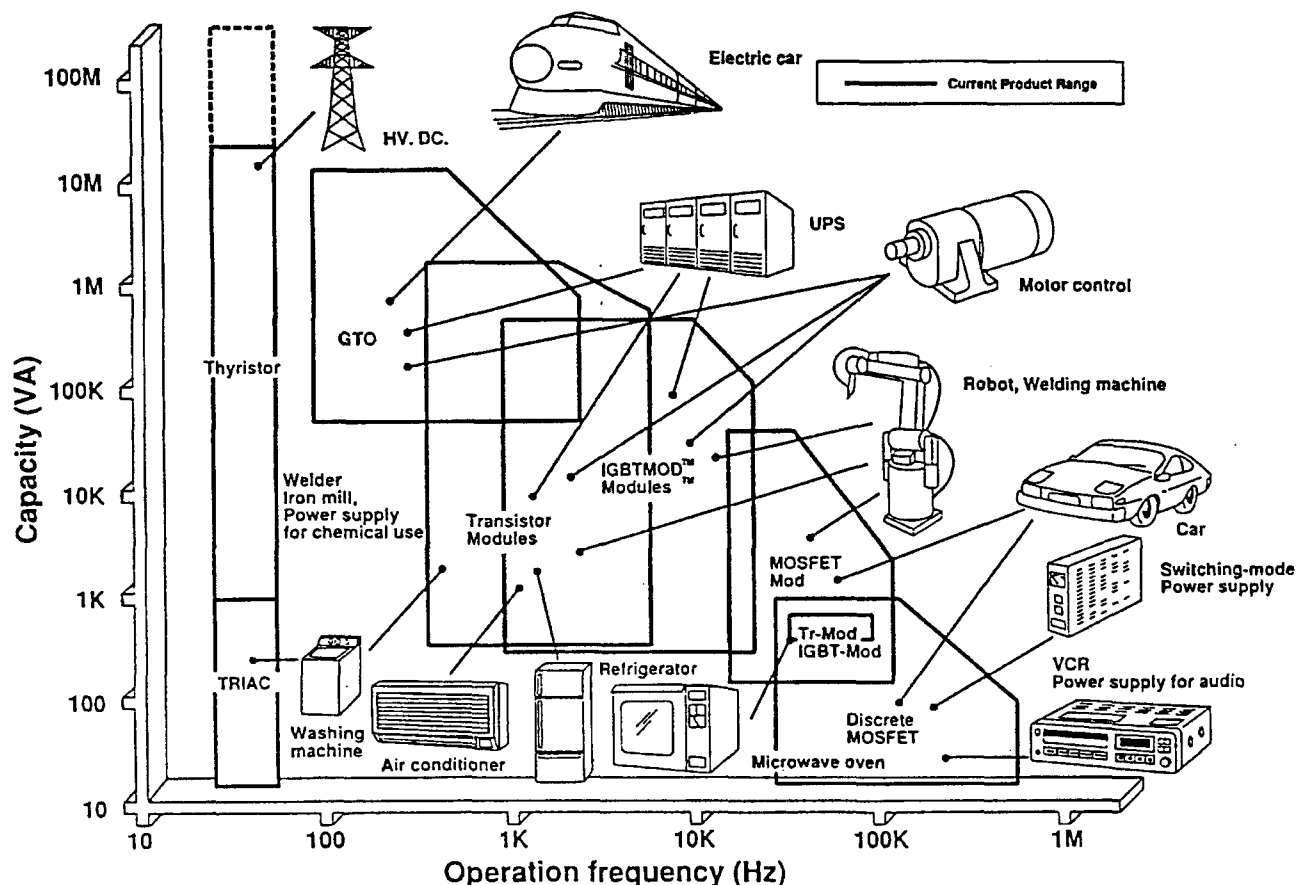 100M
10M
1M
100K
10K
1K
100
10
Capacity (VA)
10
100
1K
10K
100K
1M
Operation frequency (Hz)
Electric car
Current Product Range
HV. DC.
UPS
Motor control
GTO
Thyristor
Robot, Welding machine
IGBTMOD™
Modules™
Welder
Iron mill,
Power supply
for chemical use
Transistor
Modules
Car
MOSFET
Mod
Switching-mode
Power supply
Tr-Mod
IGBT-Mod
TRIAC
Refrigerator
VCR
Power supply for audio
Discrete
MOSFET
Washing
machine
Air conditioner
Microwave oven